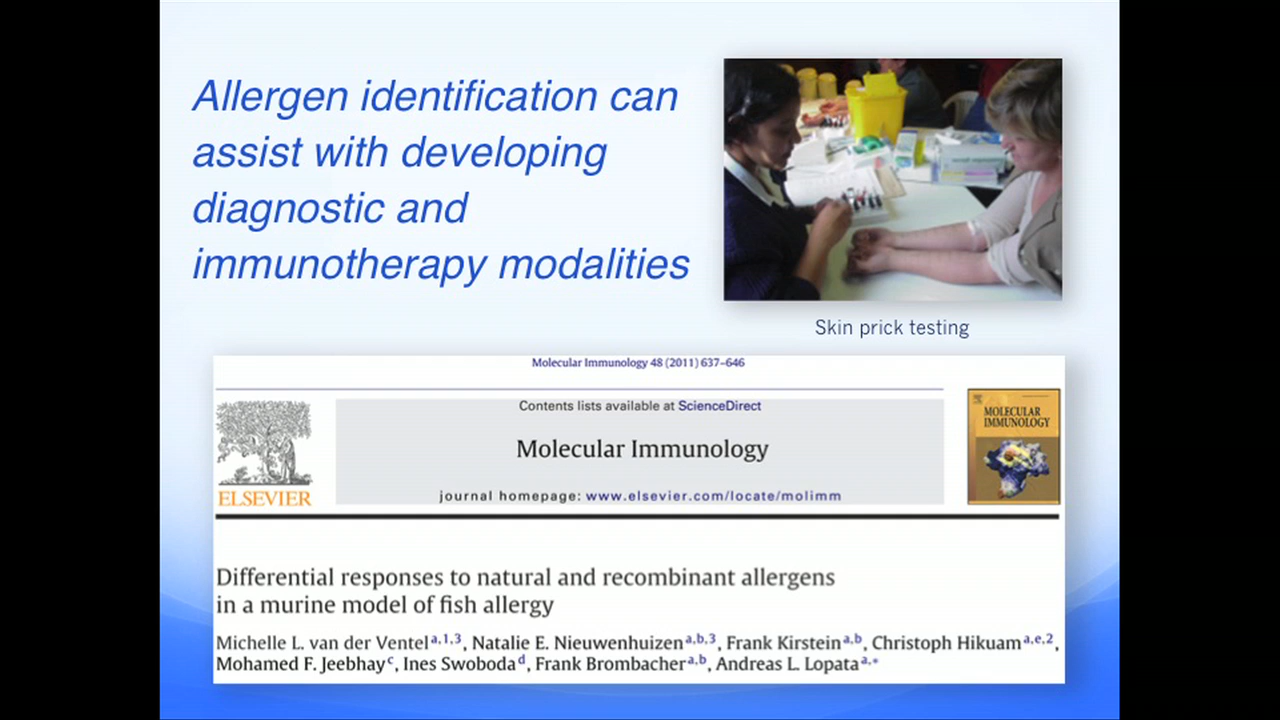 Allergen identification can
assist with developing
diagnostic and
immunotherapy modalities
Skin prick testing
Molecular Immunology 48 (2011) 637–646
Contents lists available at ScienceDirect
Molecular Immunology
journal homepage: www.elsevier.com/locate/molimm
ELSEVIER
MOLECULAR
IMMUNOLOGY
Differential responses to natural and recombinant allergens
in a murine model of fish allergy
Michelle L. van der Ventel a,1,3, Natalie E. Nieuwenhuizen a,b,3, Frank Kirstein a,b, Christoph Hikuam a,e,2,
Mohamed F. Jeebhay c, Ines Swoboda d, Frank Brombacher a,b, Andreas L. Lopata a,*